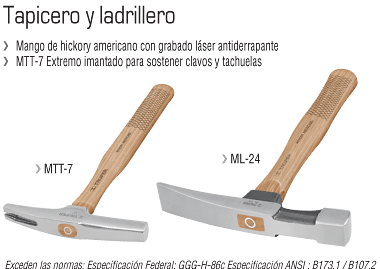 Tapicero y ladrillero
› Mango de hickory americano con grabado láser antiderrapante
› MTT-7 Extremo imantado para sostener clavos y tachuelas
› MTT-7
› ML-24
Exceden las normas: Especificación Federal: GGG-H-86c Especificación ANSI : B173.1 / B107.2